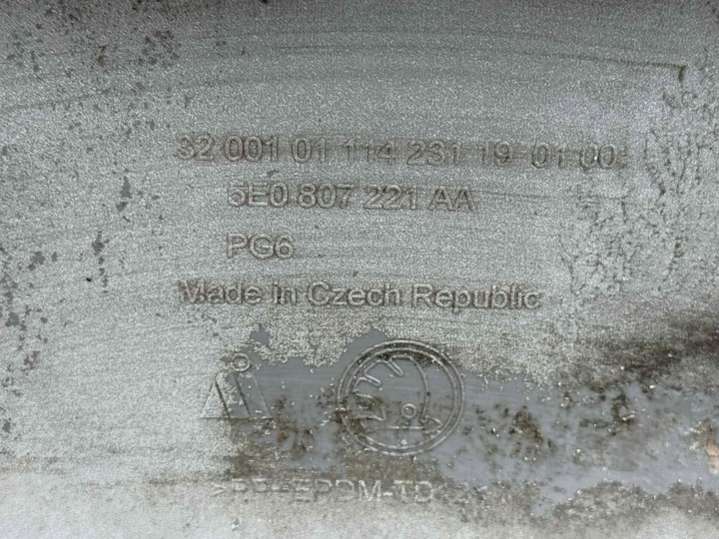 32 001 01 114 231 19 01 00
5E0 807 221 AA
PG6
Made in Czech Republic
>PP+EPDM-TD